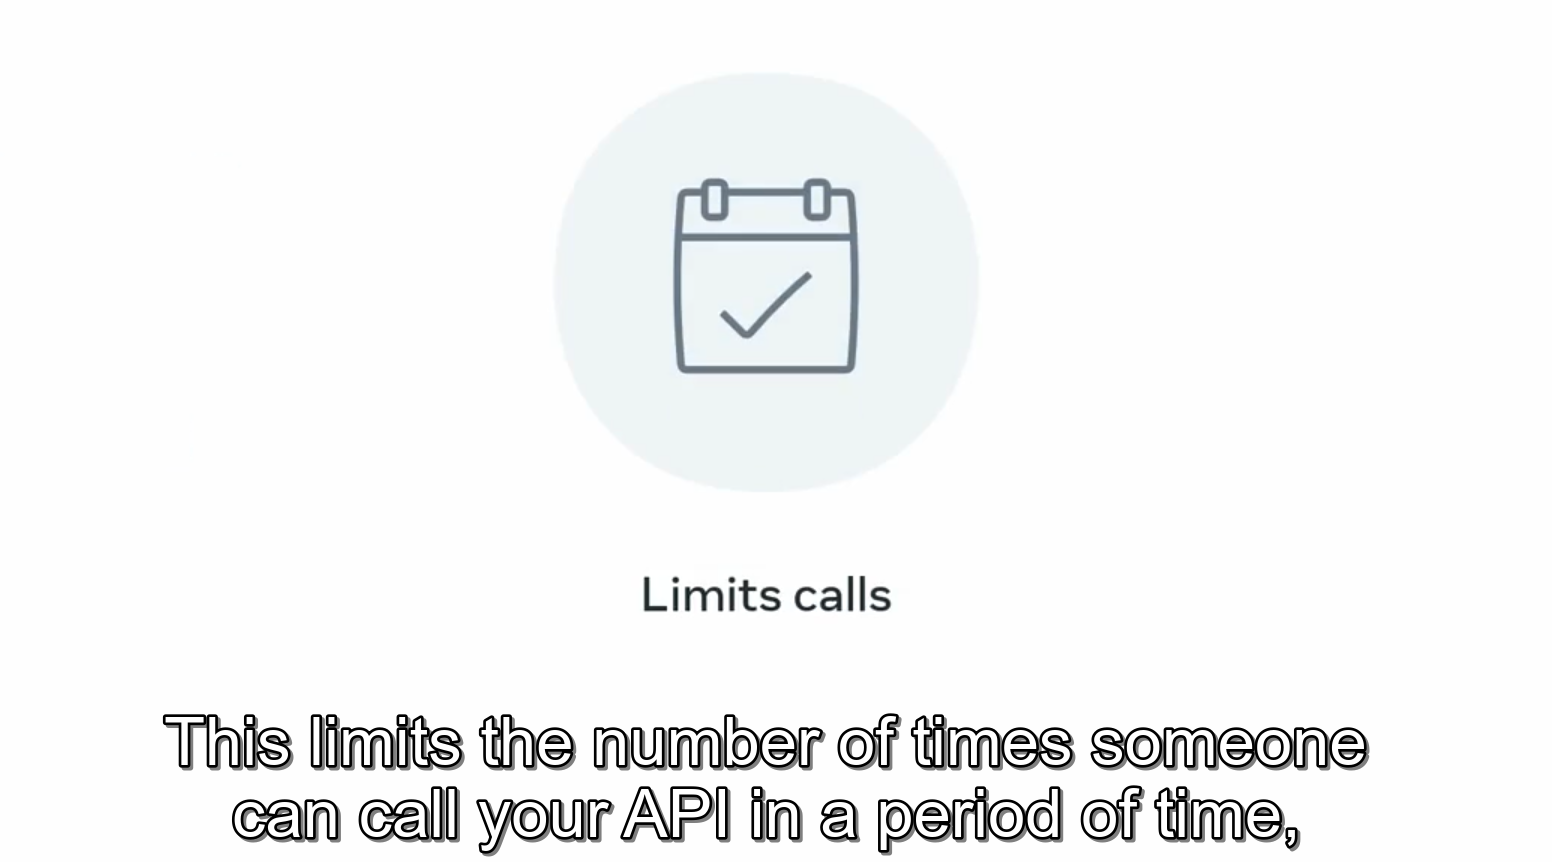 Limits calls
This limits the number of times someone
can call your API in a period of time,